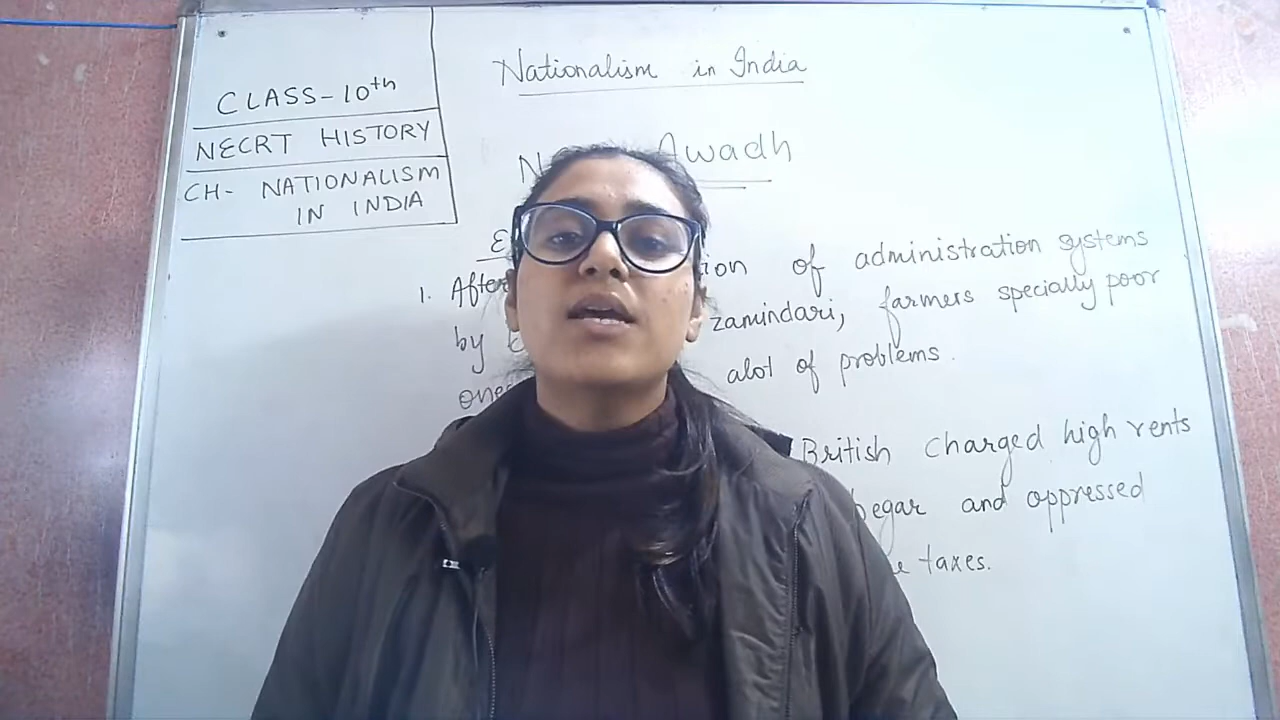 CLASS-10th
NECRT HISTORY
CH- NATIONALISM
IN INDIA
Nationalism in India
Awadh
1. After of administration systems
by zamindari, farmers specially poor
alot of problems.
British charged high rents
begar and oppressed
taxes.